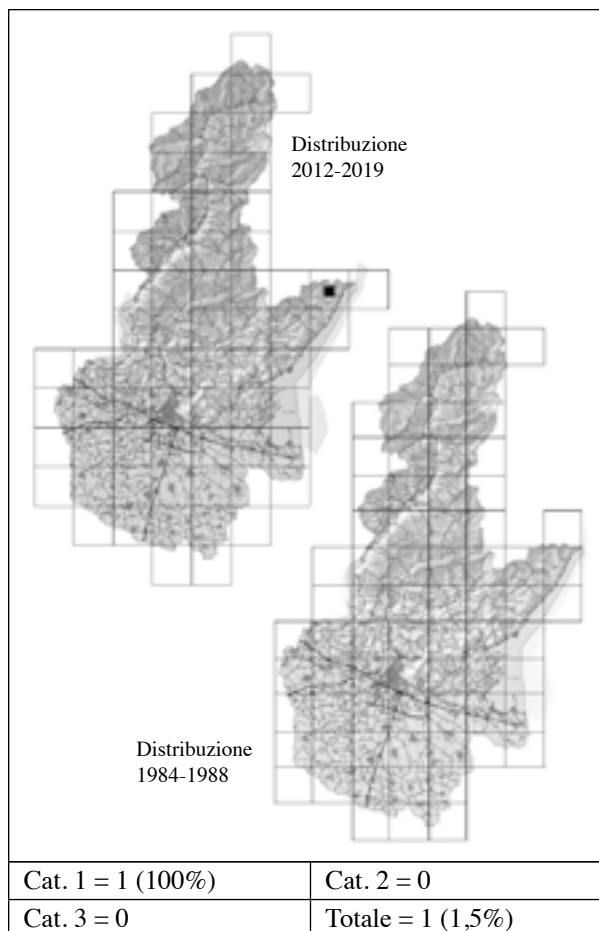 Distribuzione
2012-2019
Distribuzione
1984-1988
Cat. 1 = 1 (100%)
Cat. 2 = 0
Cat. 3 = 0
Totale = 1 (1,5%)